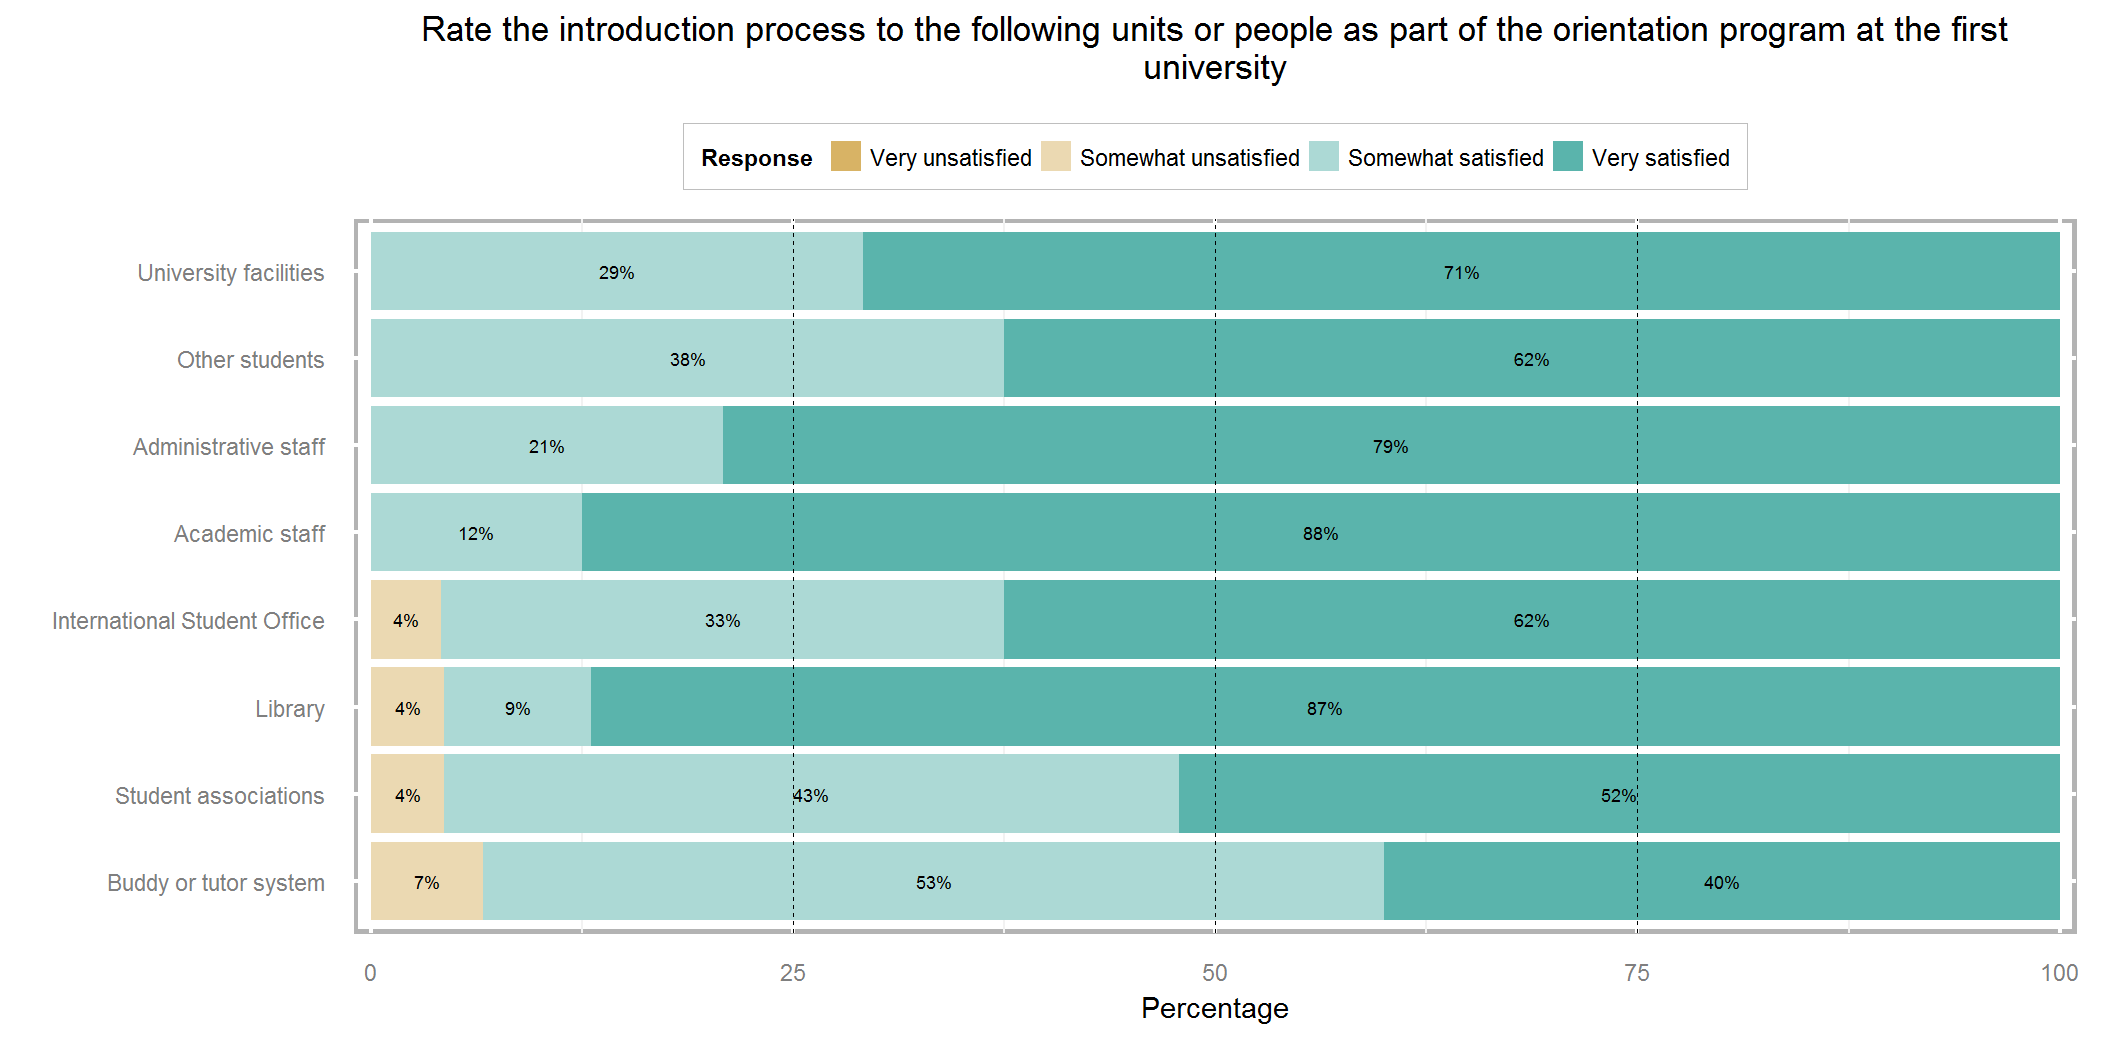 Rate the introduction process to the following units or people as part of the orientation program at the first
university
Response Very unsatisfied Somewhat unsatisfied Somewhat satisfied Very satisfied
University facilities 29% 71%
Other students 38% 62%
Administrative staff 21% 79%
Academic staff 12% 88%
International Student Office 4% 33% 62%
Library 4% 9% 87%
Student associations 4% 43% 52%
Buddy or tutor system 7% 53% 40%
0 25 50 75 100
Percentage